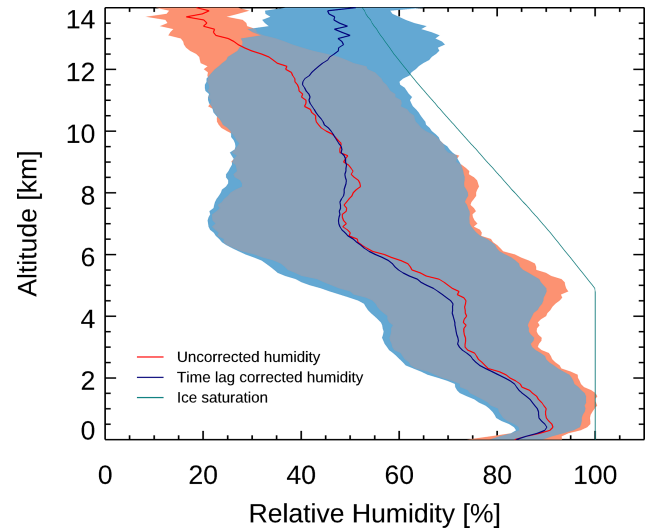 14
12
10
8
6
4
2
0
Altitude [km]
Uncorrected humidity
Time lag corrected humidity
Ice saturation
0 20 40 60 80 100
Relative Humidity [%]